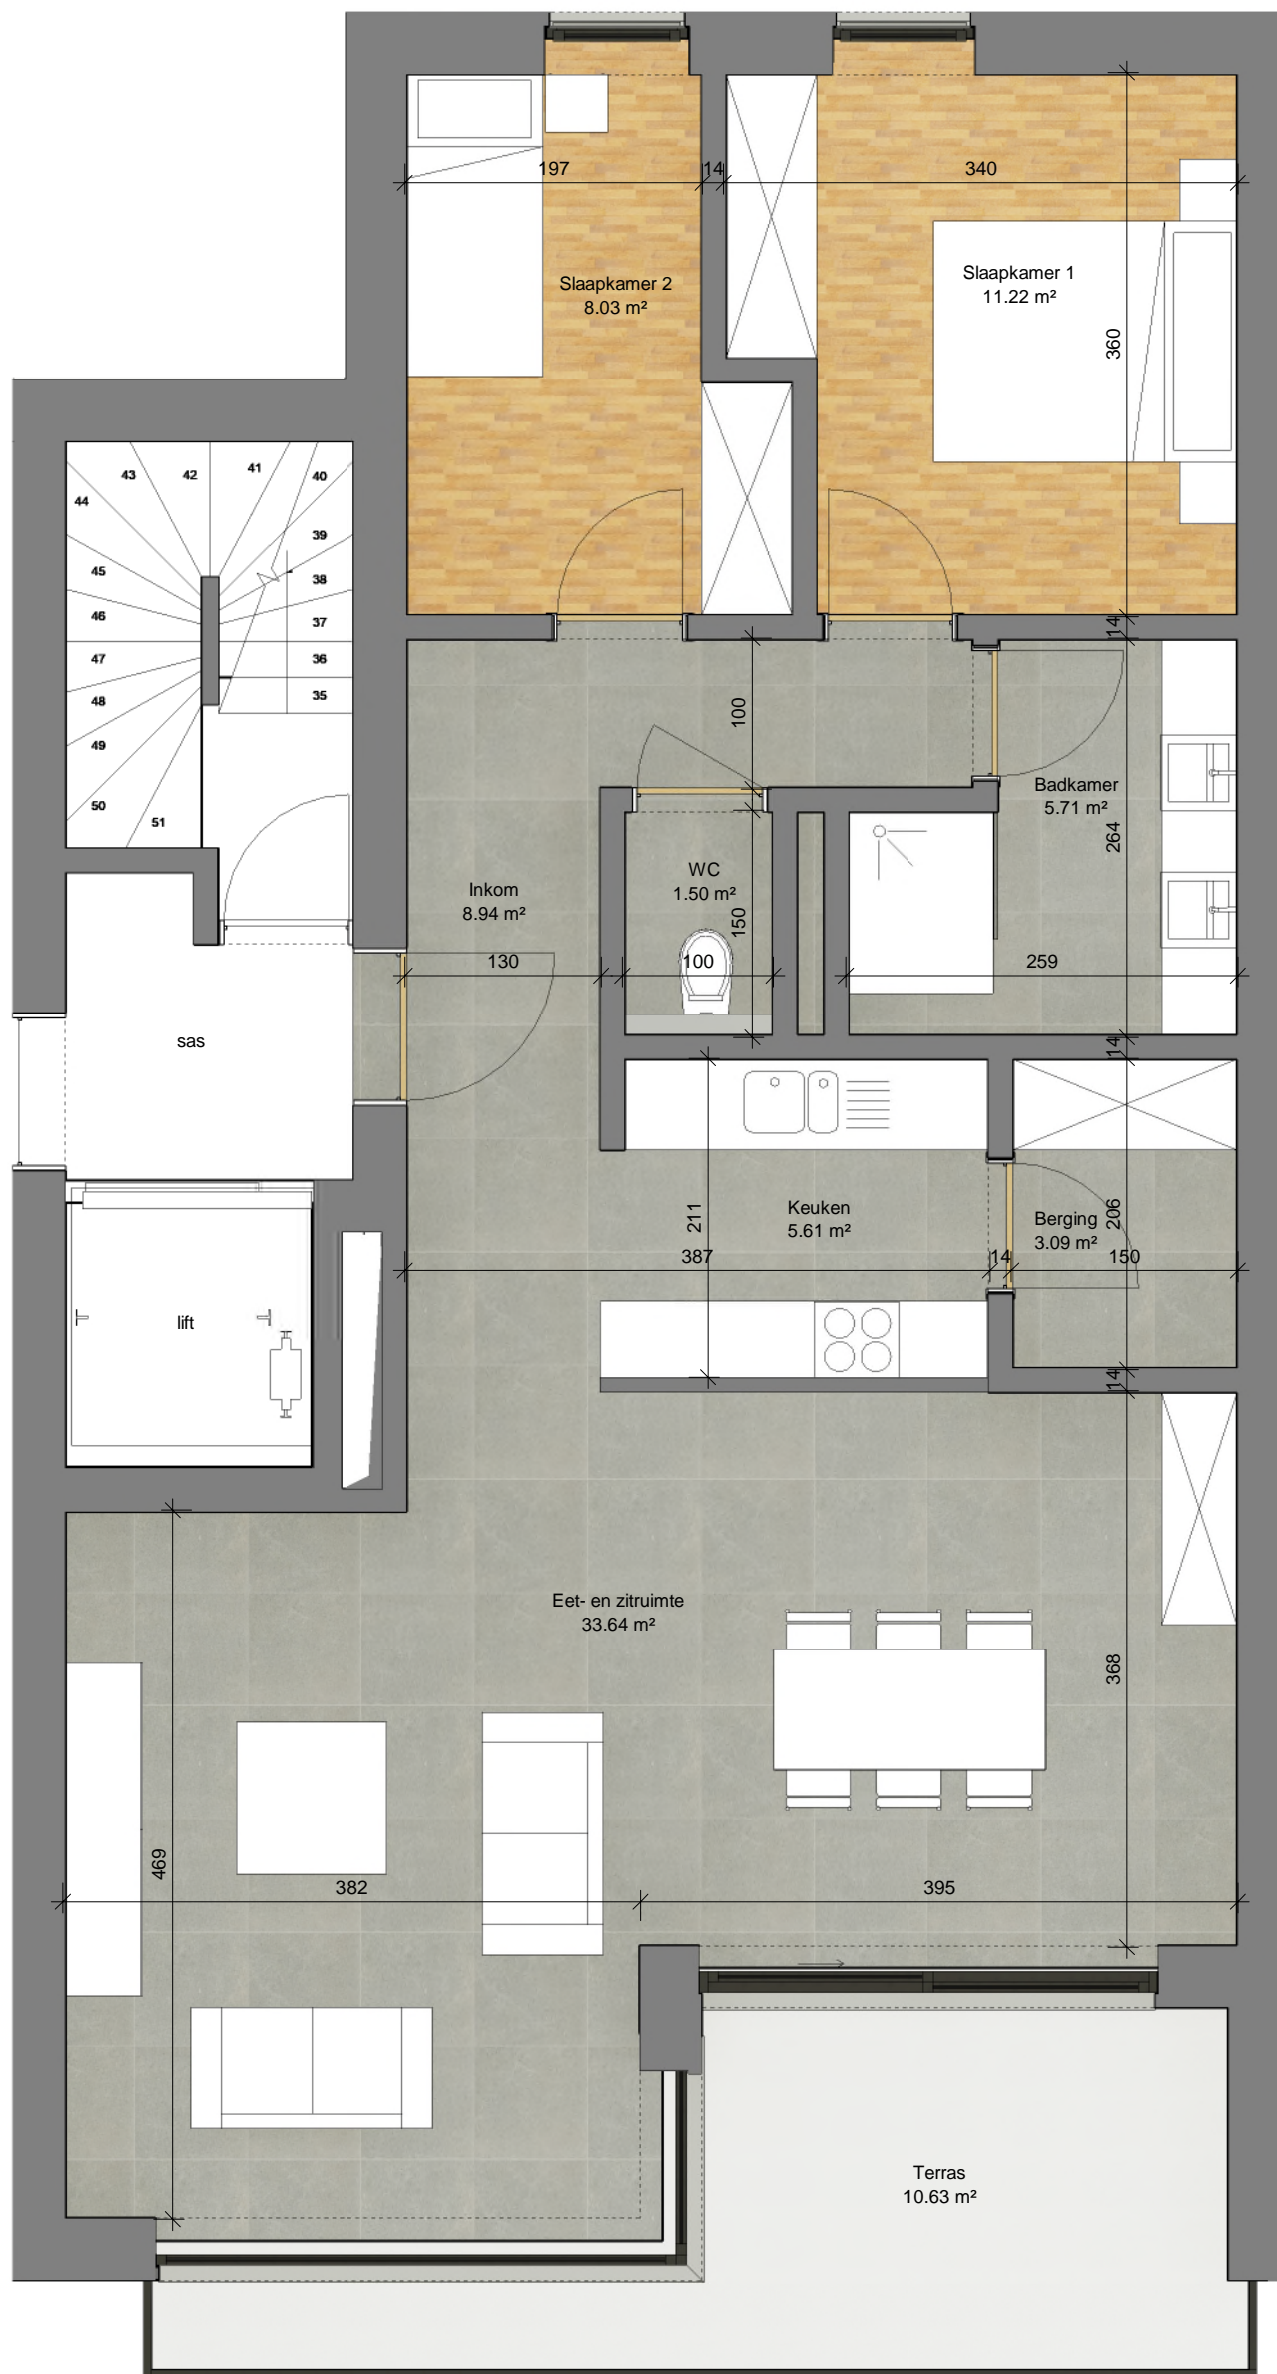 197
14
340
Slaapkamer 2
8.03 m²
Slaapkamer 1
11.22 m²
360
43
42
41
40
44
39
45
38
46
37
47
36
48
35
49
50
51
14
100
Badkamer
5.71 m²
264
WC
1.50 m²
150
Inkom
8.94 m²
130
100
259
sas
14
Keuken
5.61 m²
211
387
14
Berging
3.09 m²
206
150
lift
14
Eet- en zitruimte
33.64 m²
368
469
382
395
Terras
10.63 m²